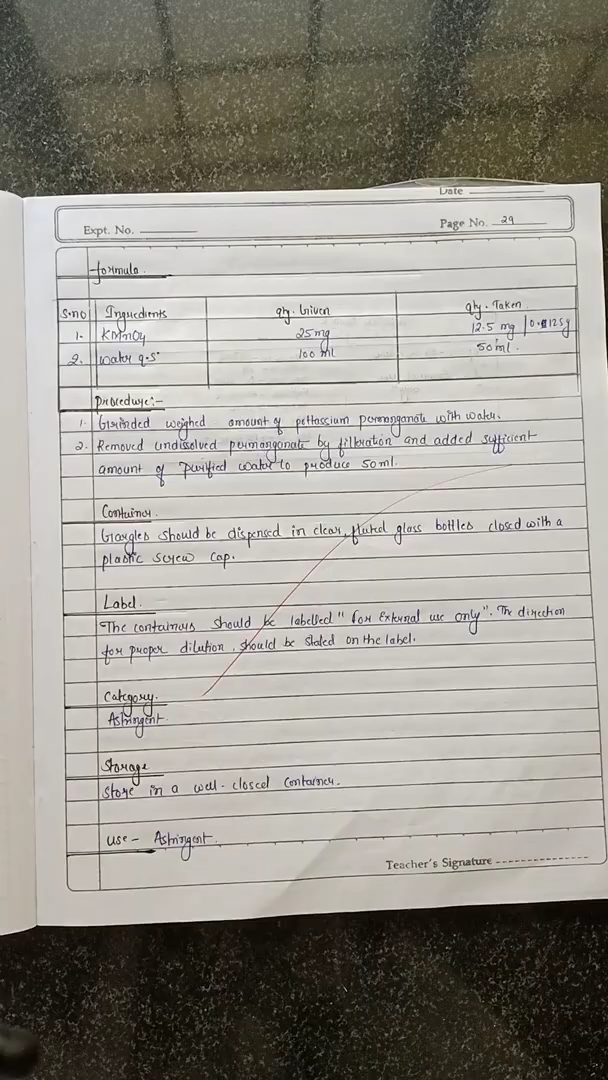 Date
Expt. No.
Page No. 29
formula.
S.no Ingredients qty. Given qty. Taken
1. KMnO4 25mg 12.5 mg / 0.0125g
2. water q.s. 100 ml 50ml.
Procedure:-
1. Grinded weighed amount of pottassium permanganate with water.
2. Removed undissolved permanganate by filtration and added sufficient
amount of purified water to produce 50ml.
Container.
Gargles should be dispensed in clear, fluted glass bottles closed with a
plastic screw cap.
Label.
The containers should be labelled "for external use only". The direction
for proper dilution, should be stated on the label.
Category.
Astringent.
Storage
Store in a well-closed container.
use - Astringent.
Teacher's Signature